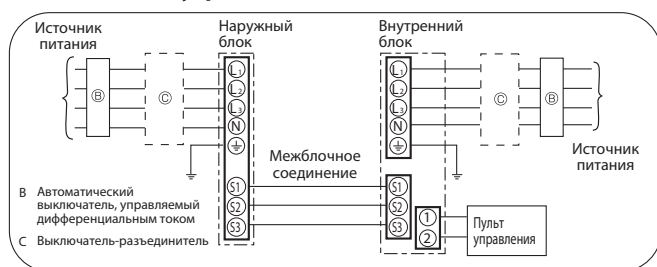 Источник
питания
Наружный
блок
Внутренний
блок
L1
L2
L3
N
S1
S2
S3
Ⓑ
Ⓒ
Межблочное
соединение
L1
L2
L3
N
S1
S2
S3
1
2
Ⓒ
Ⓑ
Источник
питания
Пульт
управления
B Автоматический
выключатель, управляемый
дифференциальным током
C Выключатель-разъединитель